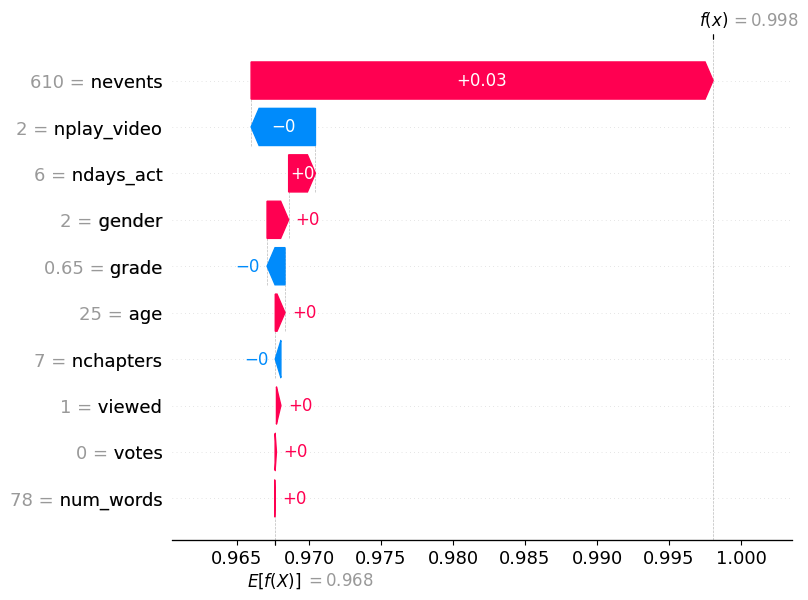 f(x) = 0.998
610 = nevents +0.03
2 = nplay_video −0
6 = ndays_act +0
2 = gender +0
0.65 = grade −0
25 = age +0
7 = nchapters −0
1 = viewed +0
0 = votes +0
78 = num_words +0
0.965 0.970 0.975 0.980 0.985 0.990 0.995 1.000
E[f(X)] = 0.968